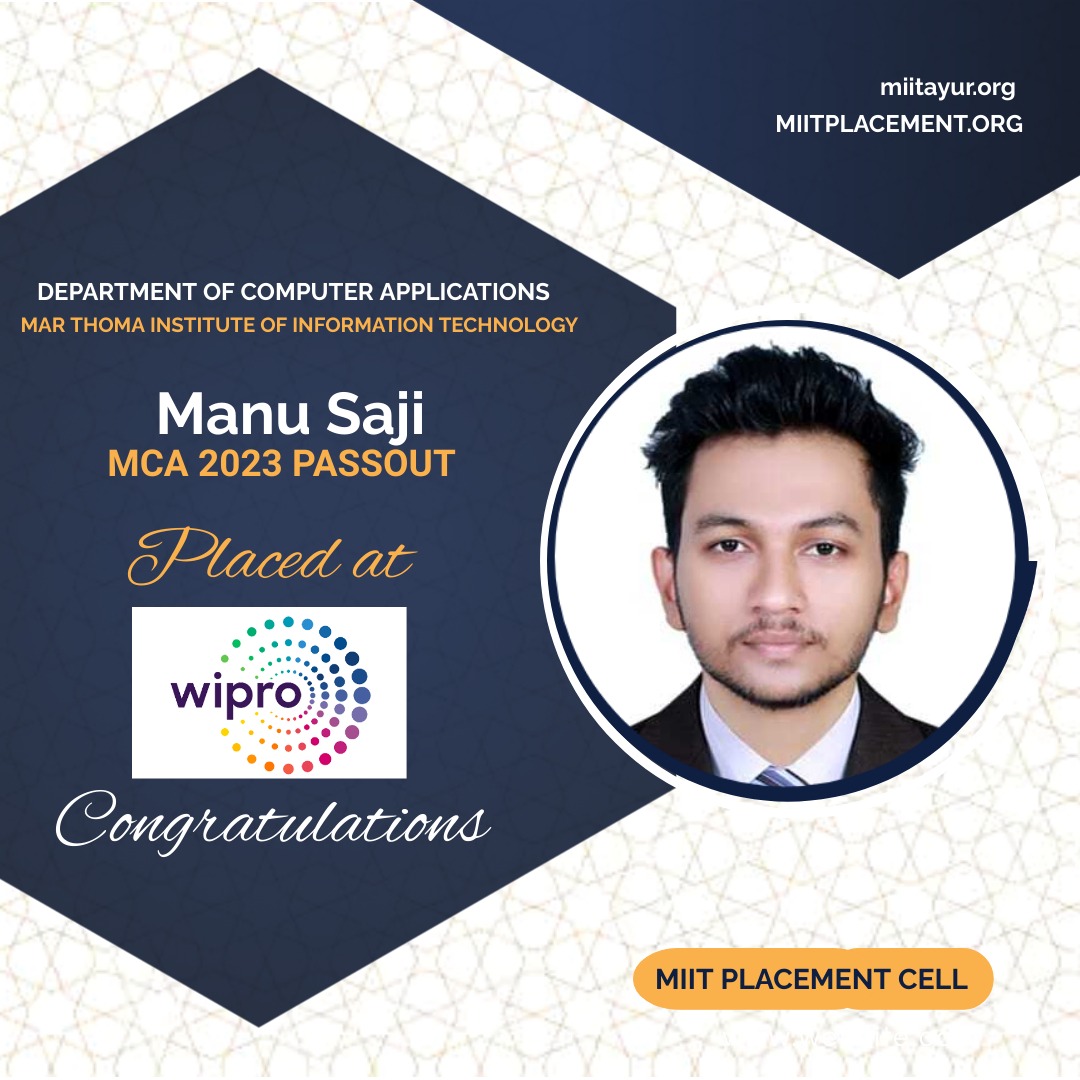 miitayur.org
MIITPLACEMENT.ORG
DEPARTMENT OF COMPUTER APPLICATIONS
MAR THOMA INSTITUTE OF INFORMATION TECHNOLOGY
Manu Saji
MCA 2023 PASSOUT
Placed at
wipro
Congratulations
MIIT PLACEMENT CELL